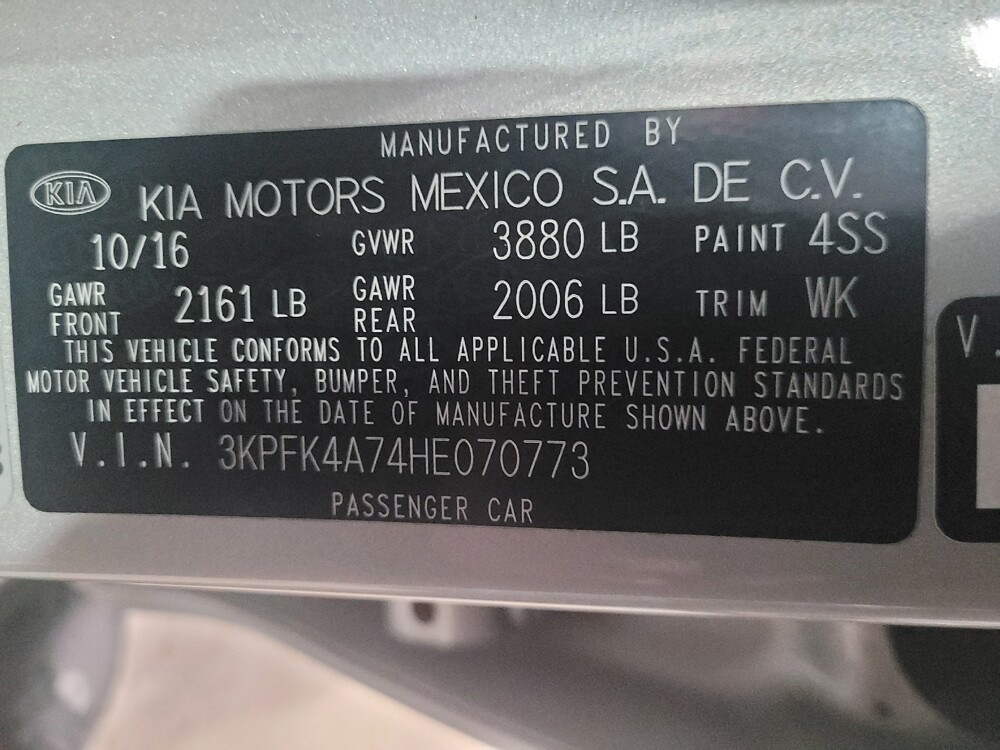 MANUFACTURED BY
KIA KIA MOTORS MEXICO S.A. DE C.V.
10/16 GVWR 3880 LB PAINT 4SS
GAWR FRONT 2161 LB GAWR REAR 2006 LB TRIM WK
THIS VEHICLE CONFORMS TO ALL APPLICABLE U.S.A. FEDERAL
MOTOR VEHICLE SAFETY, BUMPER, AND THEFT PREVENTION STANDARDS
IN EFFECT ON THE DATE OF MANUFACTURE SHOWN ABOVE.
V.I.N. 3KPFK4A74HE070773
PASSENGER CAR
V.